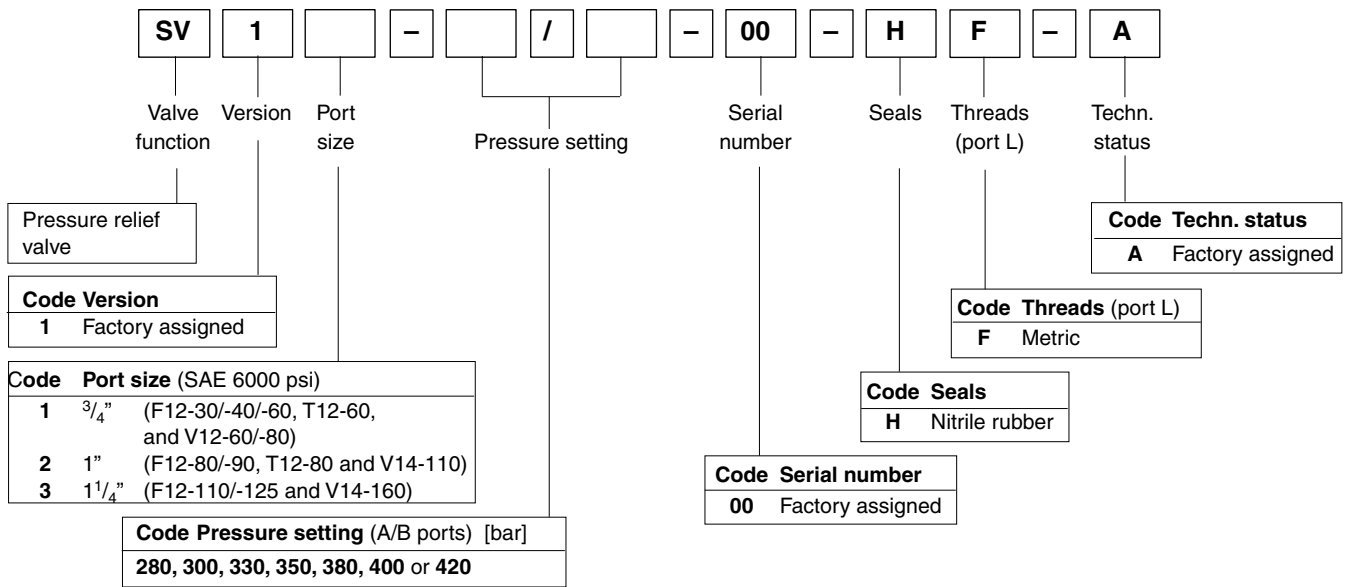 SV 1 – / – 00 – H F – A
Valve function
Version
Port size
Pressure setting
Serial number
Seals
Threads (port L)
Techn. status
Pressure relief
valve
Code Techn. status
A Factory assigned
Code Version
1 Factory assigned
Code Threads (port L)
F Metric
Code Port size (SAE 6000 psi)
1 3/4” (F12-30/-40/-60, T12-60,
and V12-60/-80)
2 1” (F12-80/-90, T12-80 and V14-110)
3 1 1/4” (F12-110/-125 and V14-160)
Code Seals
H Nitrile rubber
Code Serial number
00 Factory assigned
Code Pressure setting (A/B ports) [bar]
280, 300, 330, 350, 380, 400 or 420